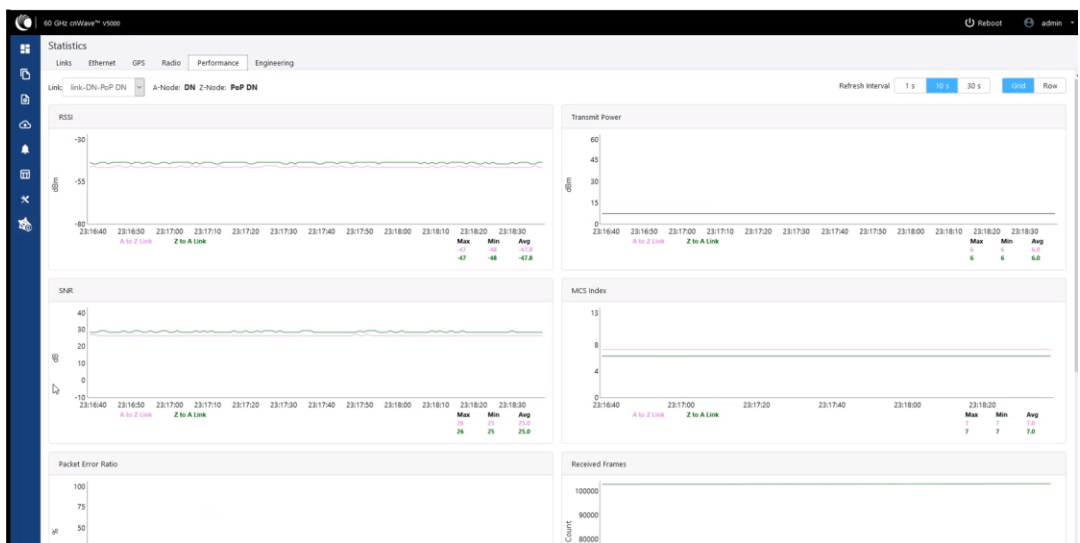 60 GHz cnWave™ V5000
Reboot
admin
Statistics
Links Ethernet GPS Radio Performance Engineering
Link: link-DN-PoP DN A-Node: DN Z-Node: PoP DN
Refresh Interval 1 s 10 s 30 s Grid Row
RSSI
-30
-55
-80
dBm
23:16:40 23:16:50 23:17:00 23:17:10 23:17:20 23:17:30 23:17:40 23:17:50 23:18:00 23:18:10 23:18:20 23:18:30
A to Z Link Z to A Link
Max Min Avg
-47 -48 -47.8
-47 -48 -47.8
Transmit Power
60
45
30
15
0
dBm
23:16:40 23:16:50 23:17:00 23:17:10 23:17:20 23:17:30 23:17:40 23:17:50 23:18:00 23:18:10 23:18:20 23:18:30
A to Z Link Z to A Link
Max Min Avg
6 6 6.0
6 6 6.0
SNR
40
30
20
10
0
-10
dB
23:16:40 23:16:50 23:17:00 23:17:10 23:17:20 23:17:30 23:17:40 23:17:50 23:18:00 23:18:10 23:18:20 23:18:30
A to Z Link Z to A Link
Max Min Avg
26 25 25.0
26 25 25.0
MCS Index
13
8
4
0
23:16:40 23:17:00 23:17:20 23:17:40 23:18:00 23:18:20
A to Z Link Z to A Link
Max Min Avg
7 7 7.0
7 7 7.0
Packet Error Ratio
100
75
50
Received Frames
100000
90000
80000
Count